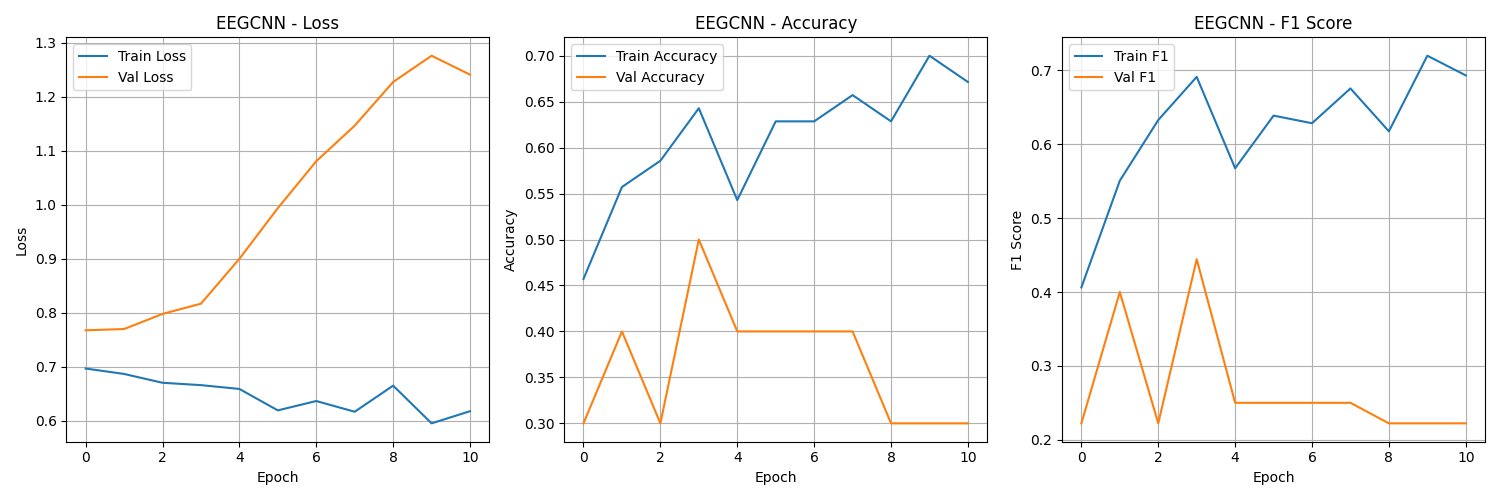 EEGCNN - Loss
Train Loss
Val Loss
1.3
1.2
1.1
1.0
0.9
0.8
0.7
0.6
Loss
0 2 4 6 8 10
Epoch
EEGCNN - Accuracy
Train Accuracy
Val Accuracy
0.70
0.65
0.60
0.55
0.50
0.45
0.40
0.35
0.30
Accuracy
0 2 4 6 8 10
Epoch
EEGCNN - F1 Score
Train F1
Val F1
0.7
0.6
0.5
0.4
0.3
0.2
F1 Score
0 2 4 6 8 10
Epoch